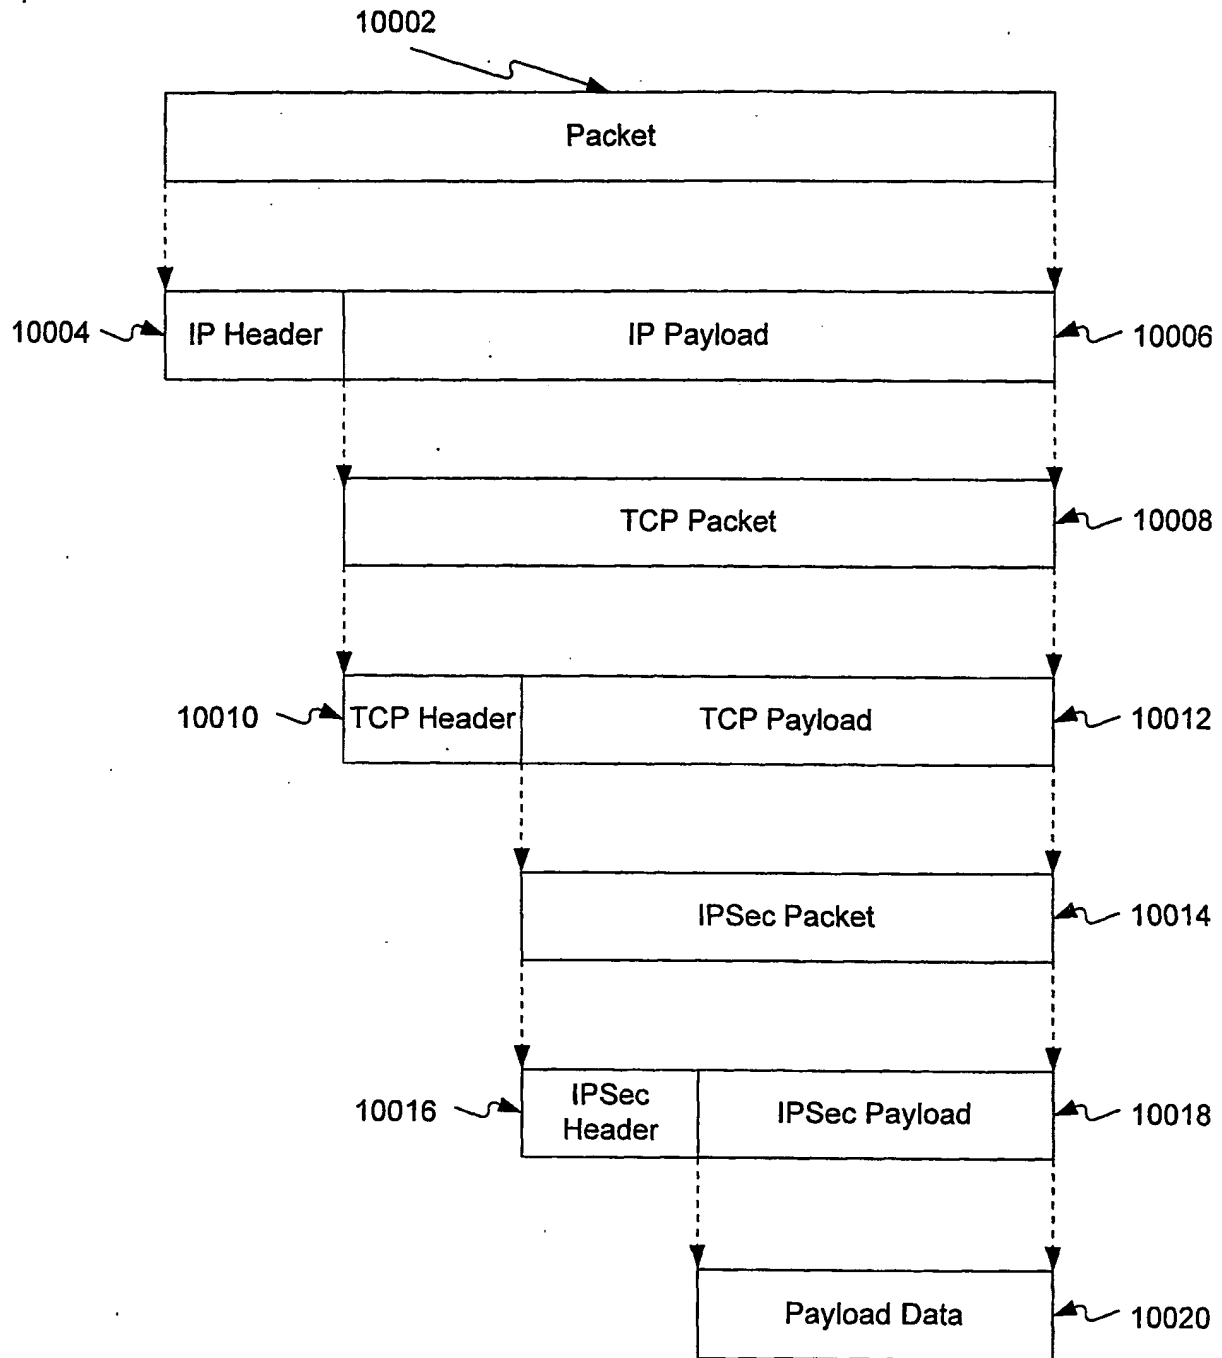 10002
Packet
10004
IP Header
IP Payload
10006
TCP Packet
10008
10010
TCP Header
TCP Payload
10012
IPSec Packet
10014
10016
IPSec
Header
IPSec Payload
10018
Payload Data
10020